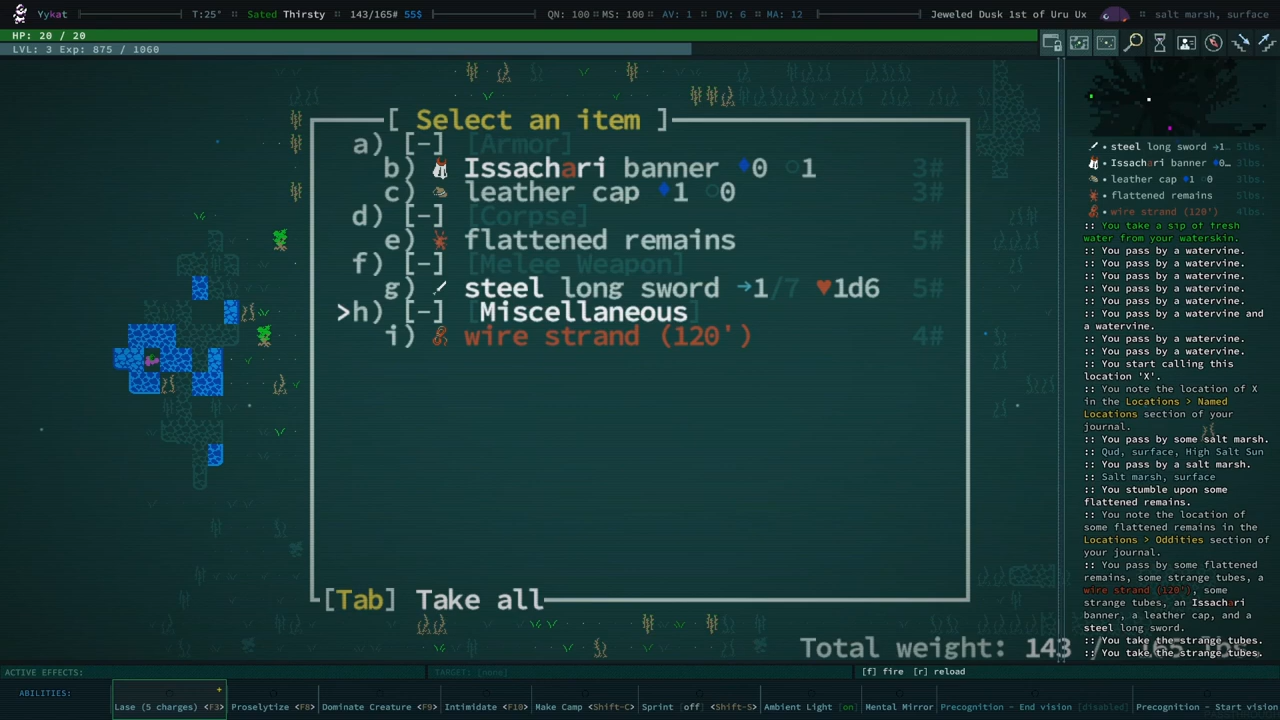 Yykat T:25° Sated Thirsty 143/165# 55$ QN: 100 MS: 100 AV: 1 DV: 6 MA: 12 Jeweled Dusk 1st of Uru Ux salt marsh, surface
HP: 20 / 20
LVL: 3 Exp: 875 / 1060
[ Select an item ]
a) [-] [Armor]
b) Issachari banner ♦0 ○1 3#
c) leather cap ♦1 ○0 3#
d) [-] [Corpse]
e) flattened remains 5#
f) [-] [Melee Weapon]
g) steel long sword →1/7 ♥1d6 5#
>h) [-] [Miscellaneous]
i) wire strand (120') 4#
[Tab] Take all
Total weight: 143 / 165 lbs.
steel long sword →1… 5lbs.
Issachari banner ♦0… 3lbs.
leather cap ♦1 ○0 3lbs.
flattened remains 5lbs.
wire strand (120') 4lbs.
:: You take a sip of fresh
water from your waterskin.
:: You pass by a watervine.
:: You pass by a watervine.
:: You pass by a watervine.
:: You pass by a watervine.
:: You pass by a watervine.
:: You pass by a watervine and
a watervine.
:: You pass by a watervine.
:: You pass by a watervine.
:: You start calling this
location 'X'.
:: You note the location of X
in the Locations > Named
Locations section of your
journal.
:: You pass by some salt marsh.
:: Qud, surface, High Salt Sun
:: You pass by a salt marsh.
:: Salt marsh, surface
:: You stumble upon some
flattened remains.
:: You note the location of
some flattened remains in the
Locations > Oddities section of
your journal.
:: You pass by some flattened
remains, some strange tubes, a
wire strand (120'), some
strange tubes, an Issachari
banner, a leather cap, and a
steel long sword.
:: You take the strange tubes.
:: You take the strange tubes.
ACTIVE EFFECTS: TARGET: [none] [f] fire [r] reload
ABILITIES: Lase (5 charges) <F3> Proselytize <F8> Dominate Creature <F9> Intimidate <F10> Make Camp <Shift-C> Sprint [off] <Shift-S> Ambient Light [on] Mental Mirror Precognition - End vision [disabled] Precognition - Start vision